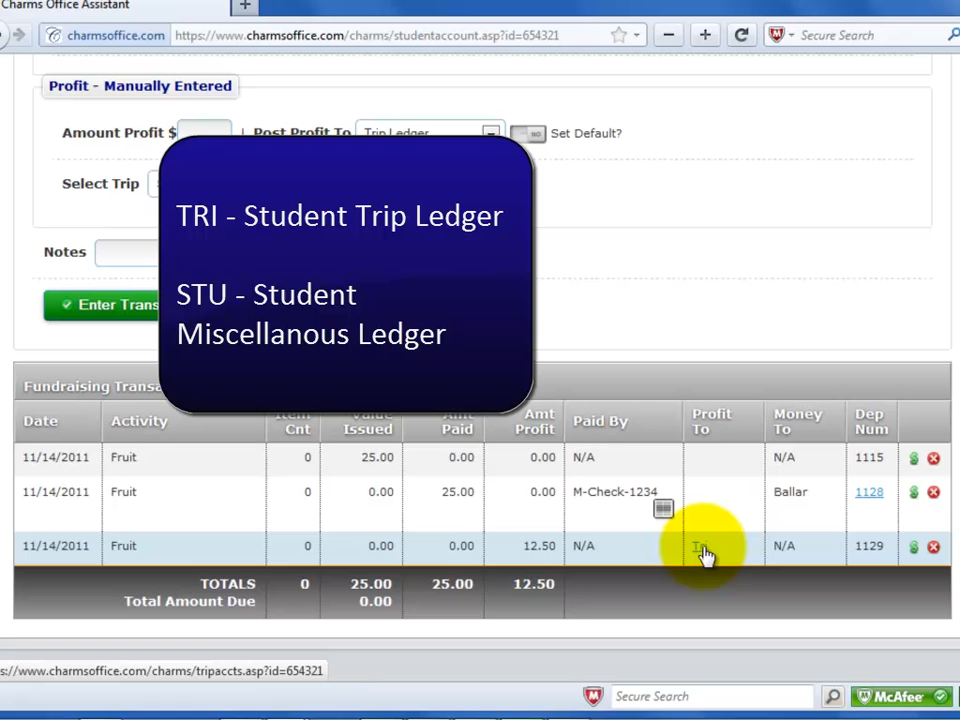 Charms Office Assistant
charmsoffice.com https://www.charmsoffice.com/charms/studentaccount.asp?id=654321 Secure Search
Profit - Manually Entered
Amount Profit $ | Post Profit To Trip Ledger NO Set Default?
Select Trip
Notes
Enter Trans
TRI - Student Trip Ledger
STU - Student
Miscellanous Ledger
Fundraising Transa
Date Activity Item Cnt Value Issued Amt Paid Amt Profit Paid By Profit To Money To Dep Num
11/14/2011 Fruit 0 25.00 0.00 0.00 N/A N/A 1115
11/14/2011 Fruit 0 0.00 25.00 0.00 M-Check-1234 Ballar 1128
11/14/2011 Fruit 0 0.00 0.00 12.50 N/A Tri N/A 1129
TOTALS 0 25.00 25.00 12.50
Total Amount Due 0.00
s://www.charmsoffice.com/charms/tripaccts.asp?id=654321
Secure Search McAfee